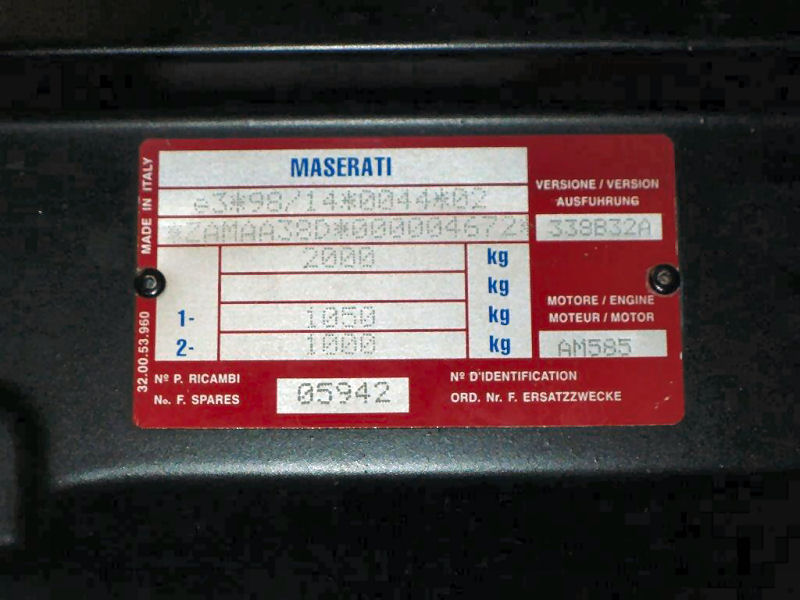 MASERATI
e3*98/14*0044*02
*ZAMAA38D*000004672*
VERSIONE / VERSION
AUSFUHRUNG
338B32A
2000 kg
kg
1- 1050 kg
2- 1000 kg
MOTORE / ENGINE
MOTEUR / MOTOR
AM585
MADE IN ITALY
32.00.53.960
Nº P. RICAMBI
No. F. SPARES
05942
Nº D'IDENTIFICATION
ORD. Nr. F. ERSATZZWECKE